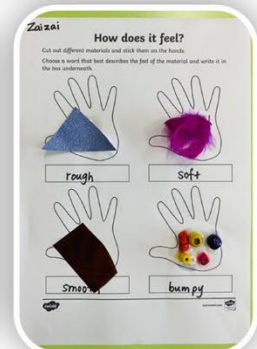 Zaizai
How does it feel?
Cut out different materials and stick them on the hands.
Choose a word that best describes the feel of the material and write it in
the box underneath.
rough
soft
bumpy
twinkl